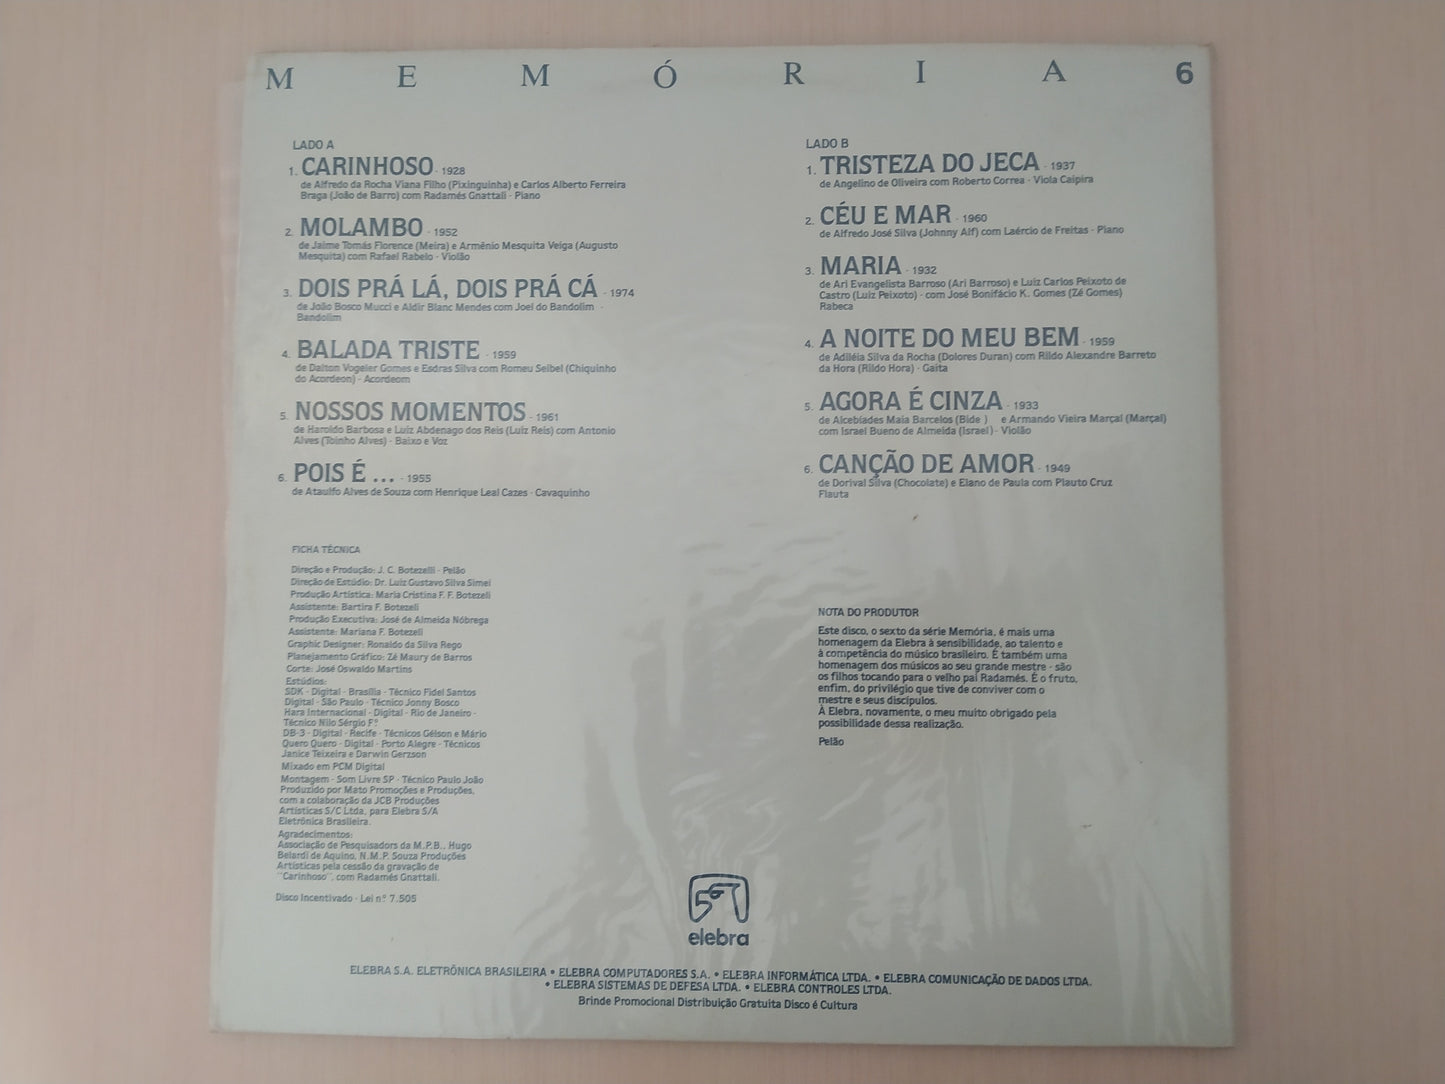 MEMÓRIA 6
LADO A
1. CARINHOSO - 1928
de Alfredo da Rocha Viana Filho (Pixinguinha) e Carlos Alberto Ferreira
Braga (João de Barro) com Radamés Gnattali - Piano
2. MOLAMBO - 1952
de Jaime Tomás Florence (Meira) e Armênio Mesquita Veiga (Augusto
Mesquita) com Rafael Rabelo - Violão
3. DOIS PRÁ LÁ, DOIS PRÁ CÁ - 1974
de João Bosco Mucci e Aldir Blanc Mendes com Joel do Bandolim -
Bandolim
4. BALADA TRISTE - 1959
de Dalton Vogeler Gomes e Esdras Silva com Romeu Seibel (Chiquinho
do Acordeon) - Acordeom
5. NOSSOS MOMENTOS - 1961
de Haroldo Barbosa e Luiz Abdenago dos Reis (Luiz Reis) com Antonio
Alves (Toinho Alves) - Baixo e Voz
6. POIS É ... - 1955
de Ataulfo Alves de Souza com Henrique Leal Cazes - Cavaquinho
LADO B
1. TRISTEZA DO JECA - 1937
de Angelino de Oliveira com Roberto Correa - Viola Caipira
2. CÉU E MAR - 1960
de Alfredo José Silva (Johnny Alf) com Laércio de Freitas - Piano
3. MARIA - 1932
de Ari Evangelista Barroso (Ari Barroso) e Luiz Carlos Peixoto de
Castro (Luiz Peixoto) - com José Bonifácio K. Gomes (Zé Gomes)
Rabeca
4. A NOITE DO MEU BEM - 1959
de Adiléia Silva da Rocha (Dolores Duran) com Rildo Alexandre Barreto
da Hora (Rildo Hora) - Gaita
5. AGORA É CINZA - 1933
de Alcebíades Maia Barcelos (Bide ) e Armando Vieira Marçal (Marçal)
com Israel Bueno de Almeida (Israel) - Violão
6. CANÇÃO DE AMOR - 1949
de Dorival Silva (Chocolate) e Elano de Paula com Plauto Cruz
Flauta
FICHA TÉCNICA
Direção e Produção: J. C. Botezelli - Pelão
Direção de Estúdio: Dr. Luiz Gustavo Silva Simei
Produção Artística: Maria Cristina F. F. Botezeli
Assistente: Bartira F. Botezeli
Produção Executiva: José de Almeida Nóbrega
Assistente: Mariana F. Botezeli
Graphic Designer: Ronaldo da Silva Rego
Planejamento Gráfico: Zé Maury de Barros
Corte: José Oswaldo Martins
Estúdios:
SDK - Digital - Brasília - Técnico Fidel Santos
Digital - São Paulo - Técnico Jonny Bosco
Hara Internacional - Digital - Rio de Janeiro -
Técnico Nilo Sérgio Fº
DB-3 - Digital - Recife - Técnicos Gélson e Mário
Quero Quero - Digital - Porto Alegre - Técnicos
Janice Teixeira e Darwin Gerzson
Mixado em PCM Digital
Montagem - Som Livre SP - Técnico Paulo João
Produzido por Mato Promoções e Produções,
com a colaboração da JCB Produções
Artísticas S/C Ltda, para Elebra S/A
Eletrônica Brasileira.
Agradecimentos:
Associação de Pesquisadors da M.P.B., Hugo
Belardi de Aquino, N.M.P. Souza Produções
Artísticas pela cessão da gravação de
"Carinhoso", com Radamés Gnattali.
Disco Incentivado - Lei nº 7.505
NOTA DO PRODUTOR
Este disco, o sexto da série Memória, é mais uma
homenagem da Elebra à sensibilidade, ao talento e
à competência do músico brasileiro. É também uma
homenagem dos músicos ao seu grande mestre - são
os filhos tocando para o velho pai Radamés. É o fruto,
enfim, do privilégio que tive de conviver com o
mestre e seus discípulos.
À Elebra, novamente, o meu muito obrigado pela
possibilidade dessa realização.
Pelão
elebra
ELEBRA S.A. ELETRÔNICA BRASILEIRA • ELEBRA COMPUTADORES S.A. • ELEBRA INFORMÁTICA LTDA. • ELEBRA COMUNICAÇÃO DE DADOS LTDA.
• ELEBRA SISTEMAS DE DEFESA LTDA. • ELEBRA CONTROLES LTDA.
Brinde Promocional Distribuição Gratuita Disco é Cultura